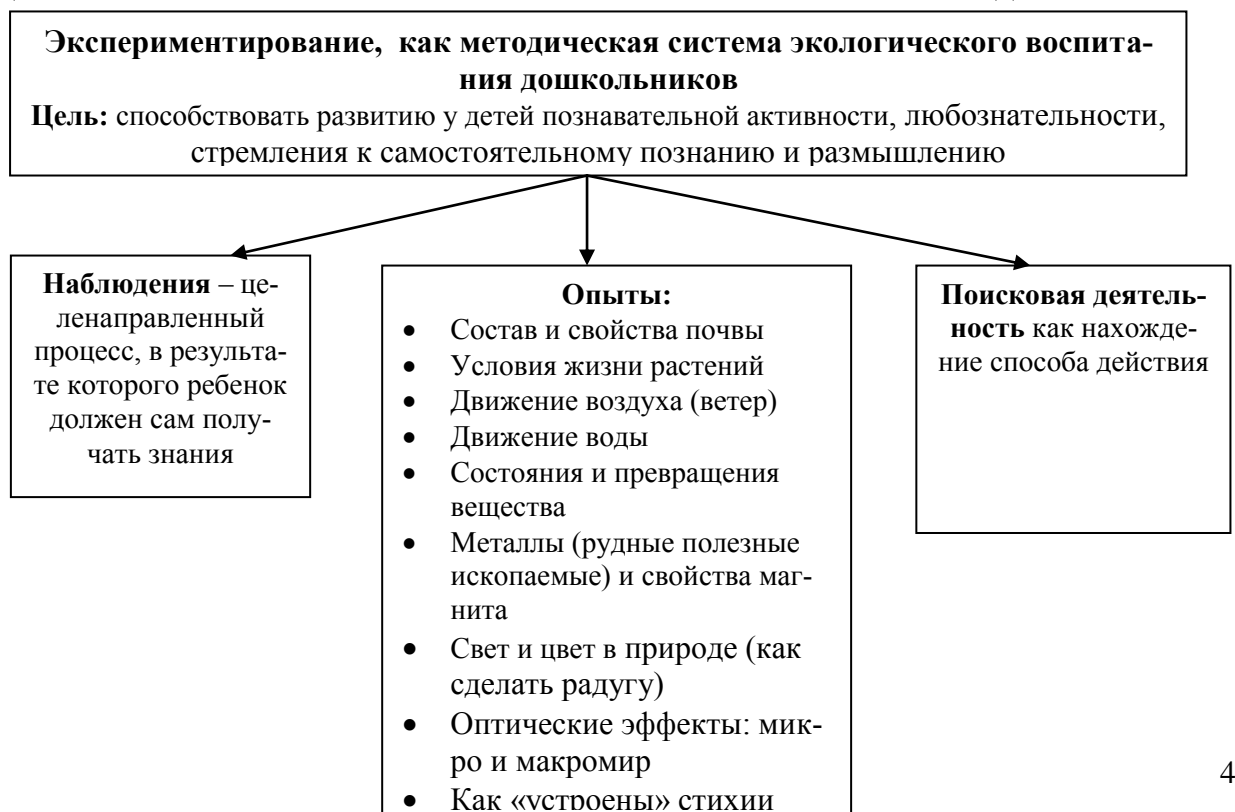 Экспериментирование, как методическая система экологического воспита-
ния дошкольников
Цель: способствовать развитию у детей познавательной активности, любознательности,
стремления к самостоятельному познанию и размышлению
Наблюдения – це-
ленаправленный
процесс, в результа-
те которого ребенок
должен сам полу-
чать знания
Опыты:
• Состав и свойства почвы
• Условия жизни растений
• Движение воздуха (ветер)
• Движение воды
• Состояния и превращения
вещества
• Металлы (рудные полезные
ископаемые) и свойства маг-
нита
• Свет и цвет в природе (как
сделать радугу)
• Оптические эффекты: мик-
ро и макромир
• Как «устроены» стихии
Поисковая деятель-
ность как нахожде-
ние способа действия
4